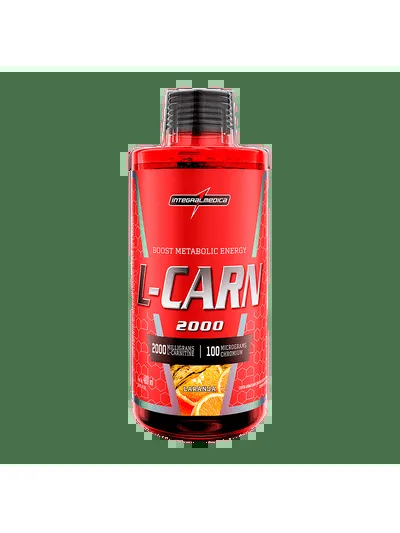 INTEGRALMEDICA
BOOST METABOLIC ENERGY
L-CARN
2000
2000 MILLIGRAMS L-CARNITINE | 100 MICROGRAMS CHROMIUM
LARANJA